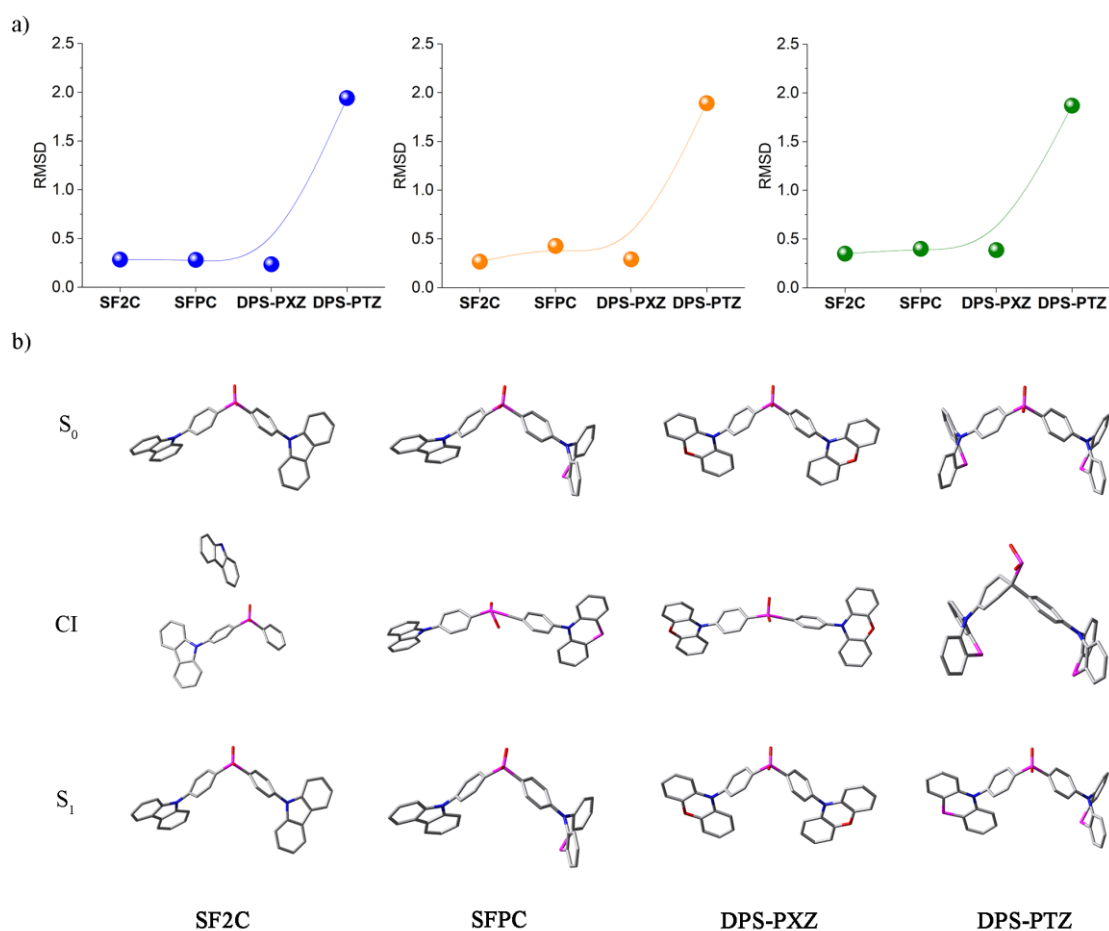 a)
2.5
2.0
1.5
1.0
0.5
0.0
RMSD
SF2C SFPC DPS-PXZ DPS-PTZ
2.5
2.0
1.5
1.0
0.5
0.0
RMSD
SF2C SFPC DPS-PXZ DPS-PTZ
2.5
2.0
1.5
1.0
0.5
0.0
RMSD
SF2C SFPC DPS-PXZ DPS-PTZ
b)
S0
CI
S1
SF2C SFPC DPS-PXZ DPS-PTZ